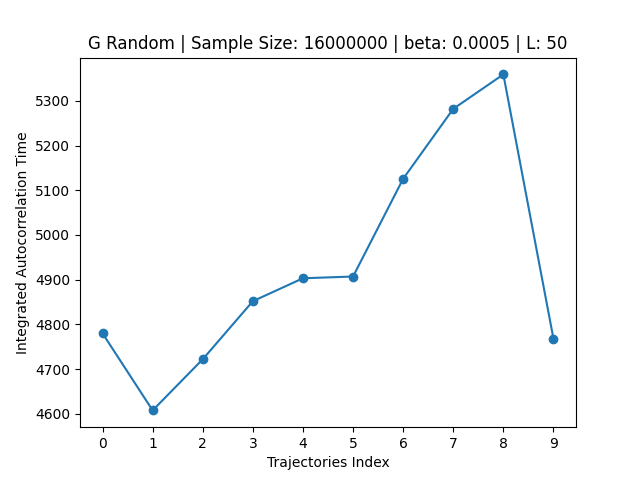 G Random | Sample Size: 16000000 | beta: 0.0005 | L: 50
Integrated Autocorrelation Time
5300
5200
5100
5000
4900
4800
4700
4600
0 1 2 3 4 5 6 7 8 9
Trajectories Index